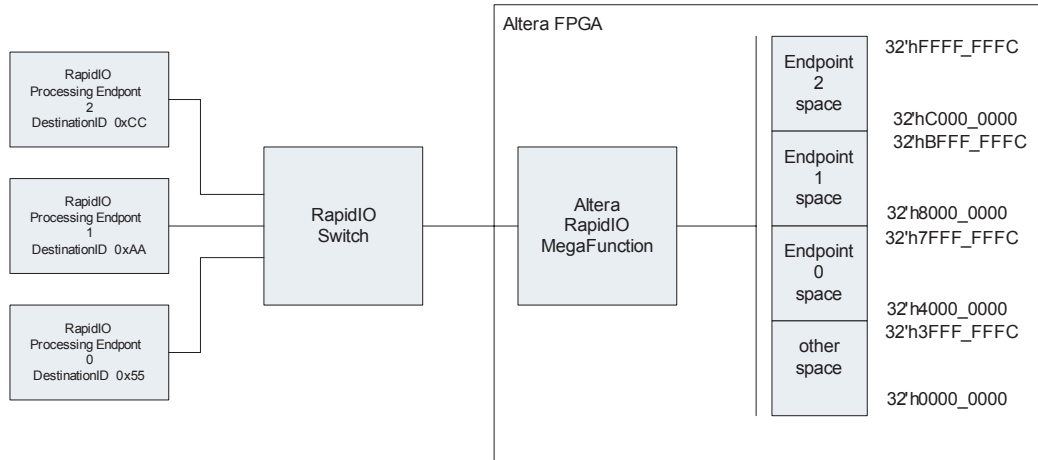 Altera FPGA
RapidIO
Processing Endpont
2
DestinationID 0xCC
RapidIO
Processing Endpont
1
DestinationID 0xAA
RapidIO
Processing Endpont
0
DestinationID 0x55
RapidIO
Switch
Altera
RapidIO
MegaFunction
Endpoint
2
space
Endpoint
1
space
Endpoint
0
space
other
space
32'hFFFF_FFFC
32'hC000_0000
32'hBFFF_FFFC
32'h8000_0000
32'h7FFF_FFFC
32'h4000_0000
32'h3FFF_FFFC
32'h0000_0000